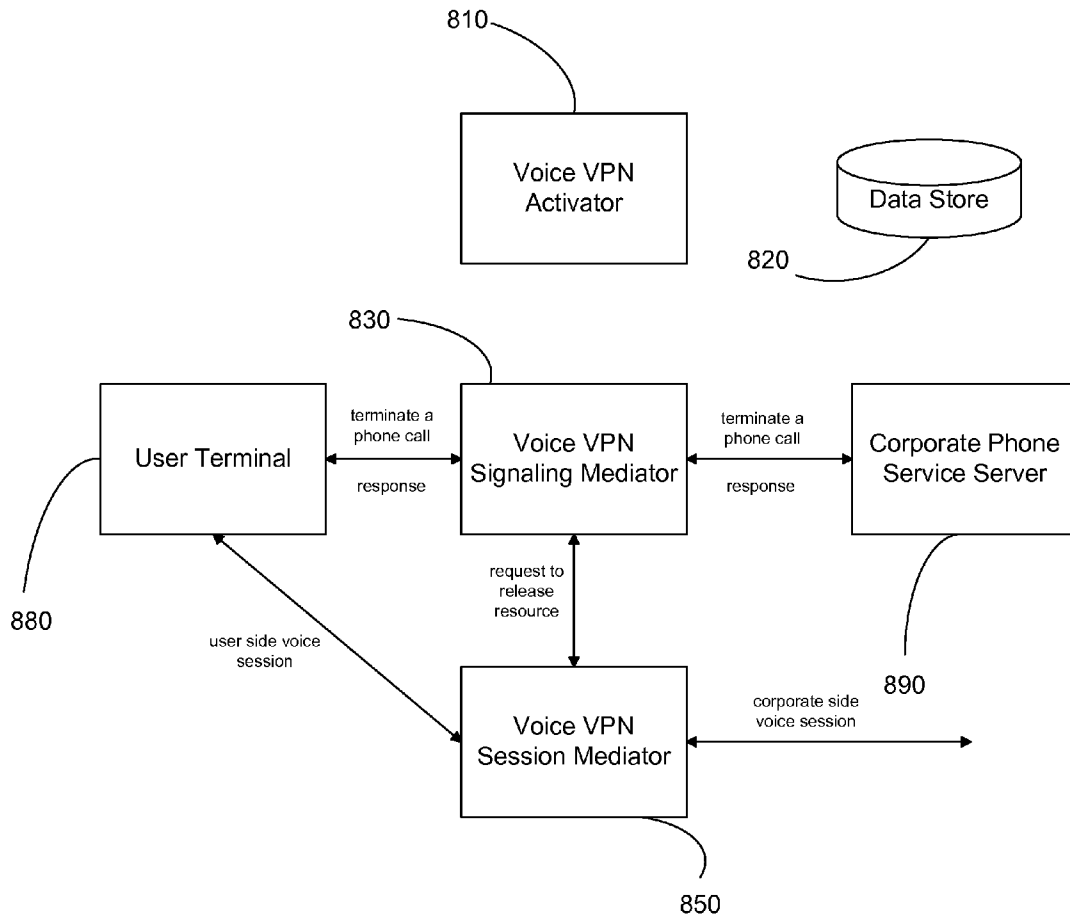 810
Voice VPN
Activator
Data Store
820
830
User Terminal
terminate a
phone call
response
Voice VPN
Signaling Mediator
terminate a
phone call
response
Corporate Phone
Service Server
880
request to
release
resource
user side voice
session
890
Voice VPN
Session Mediator
corporate side
voice session
850